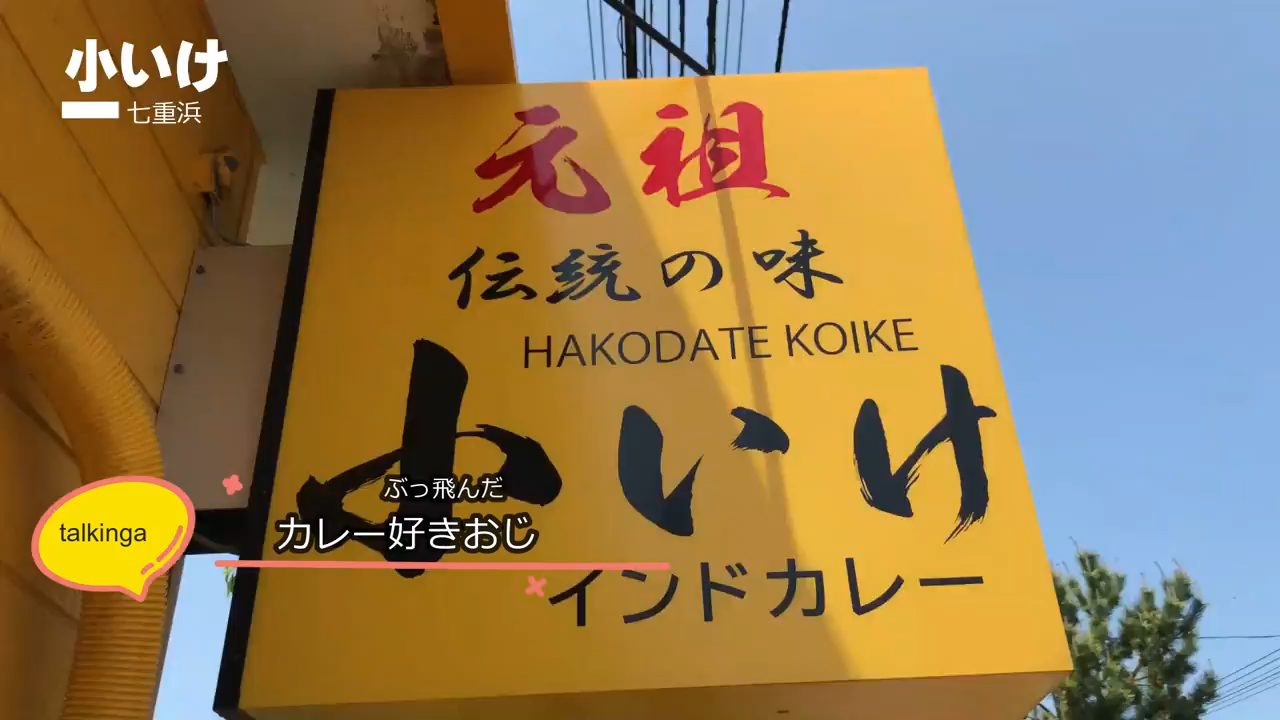 小いけ
七重浜
元祖
伝統の味
HAKODATE KOIKE
小いけ
インドカレー
ぶっ飛んだ
カレー好きおじ
talkinga